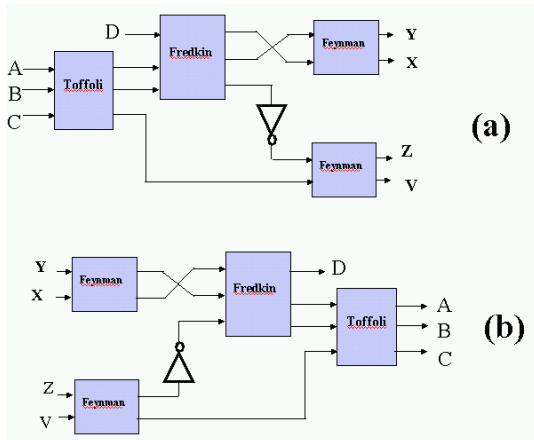 D
Fredkin
Feynman
Y
X
A
B
C
Toffoli
(a)
Feynman
Z
V
Y
X
Feynman
Fredkin
D
Toffoli
A
B
C
(b)
Z
V
Feynman